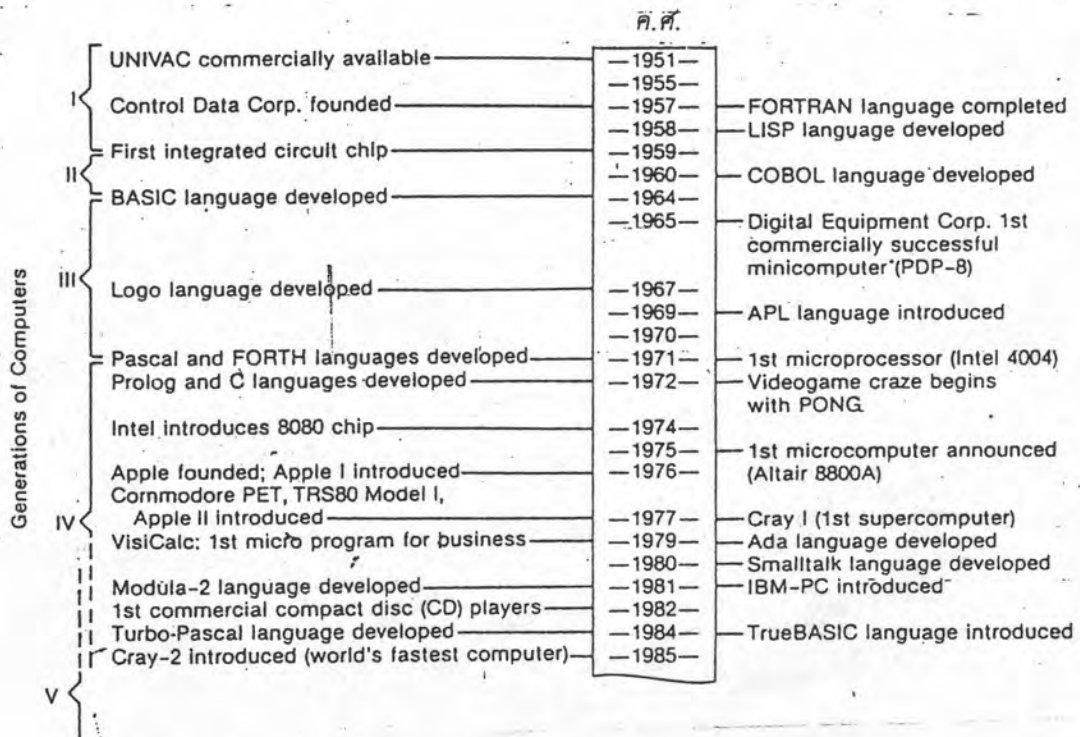 ค.ศ.
UNIVAC commercially available —1951—
—1955—
I Control Data Corp. founded —1957— FORTRAN language completed
—1958— LISP language developed
First integrated circuit chip —1959—
II —1960— COBOL language developed
BASIC language developed —1964—
—1965— Digital Equipment Corp. 1st
commercially successful
minicomputer (PDP-8)
III Logo language developed —1967—
—1969— APL language introduced
—1970—
Pascal and FORTH languages developed —1971— 1st microprocessor (Intel 4004)
Prolog and C languages developed —1972— Videogame craze begins
with PONG
Intel introduces 8080 chip —1974—
—1975— 1st microcomputer announced
Apple founded; Apple I introduced —1976— (Altair 8800A)
Commodore PET, TRS80 Model I,
IV Apple II introduced —1977— Cray I (1st supercomputer)
VisiCalc: 1st micro program for business —1979— Ada language developed
—1980— Smalltalk language developed
Modula-2 language developed —1981— IBM-PC introduced
1st commercial compact disc (CD) players —1982—
Turbo-Pascal language developed —1984— TrueBASIC language introduced
Cray-2 introduced (world's fastest computer) —1985—
V
Generations of Computers